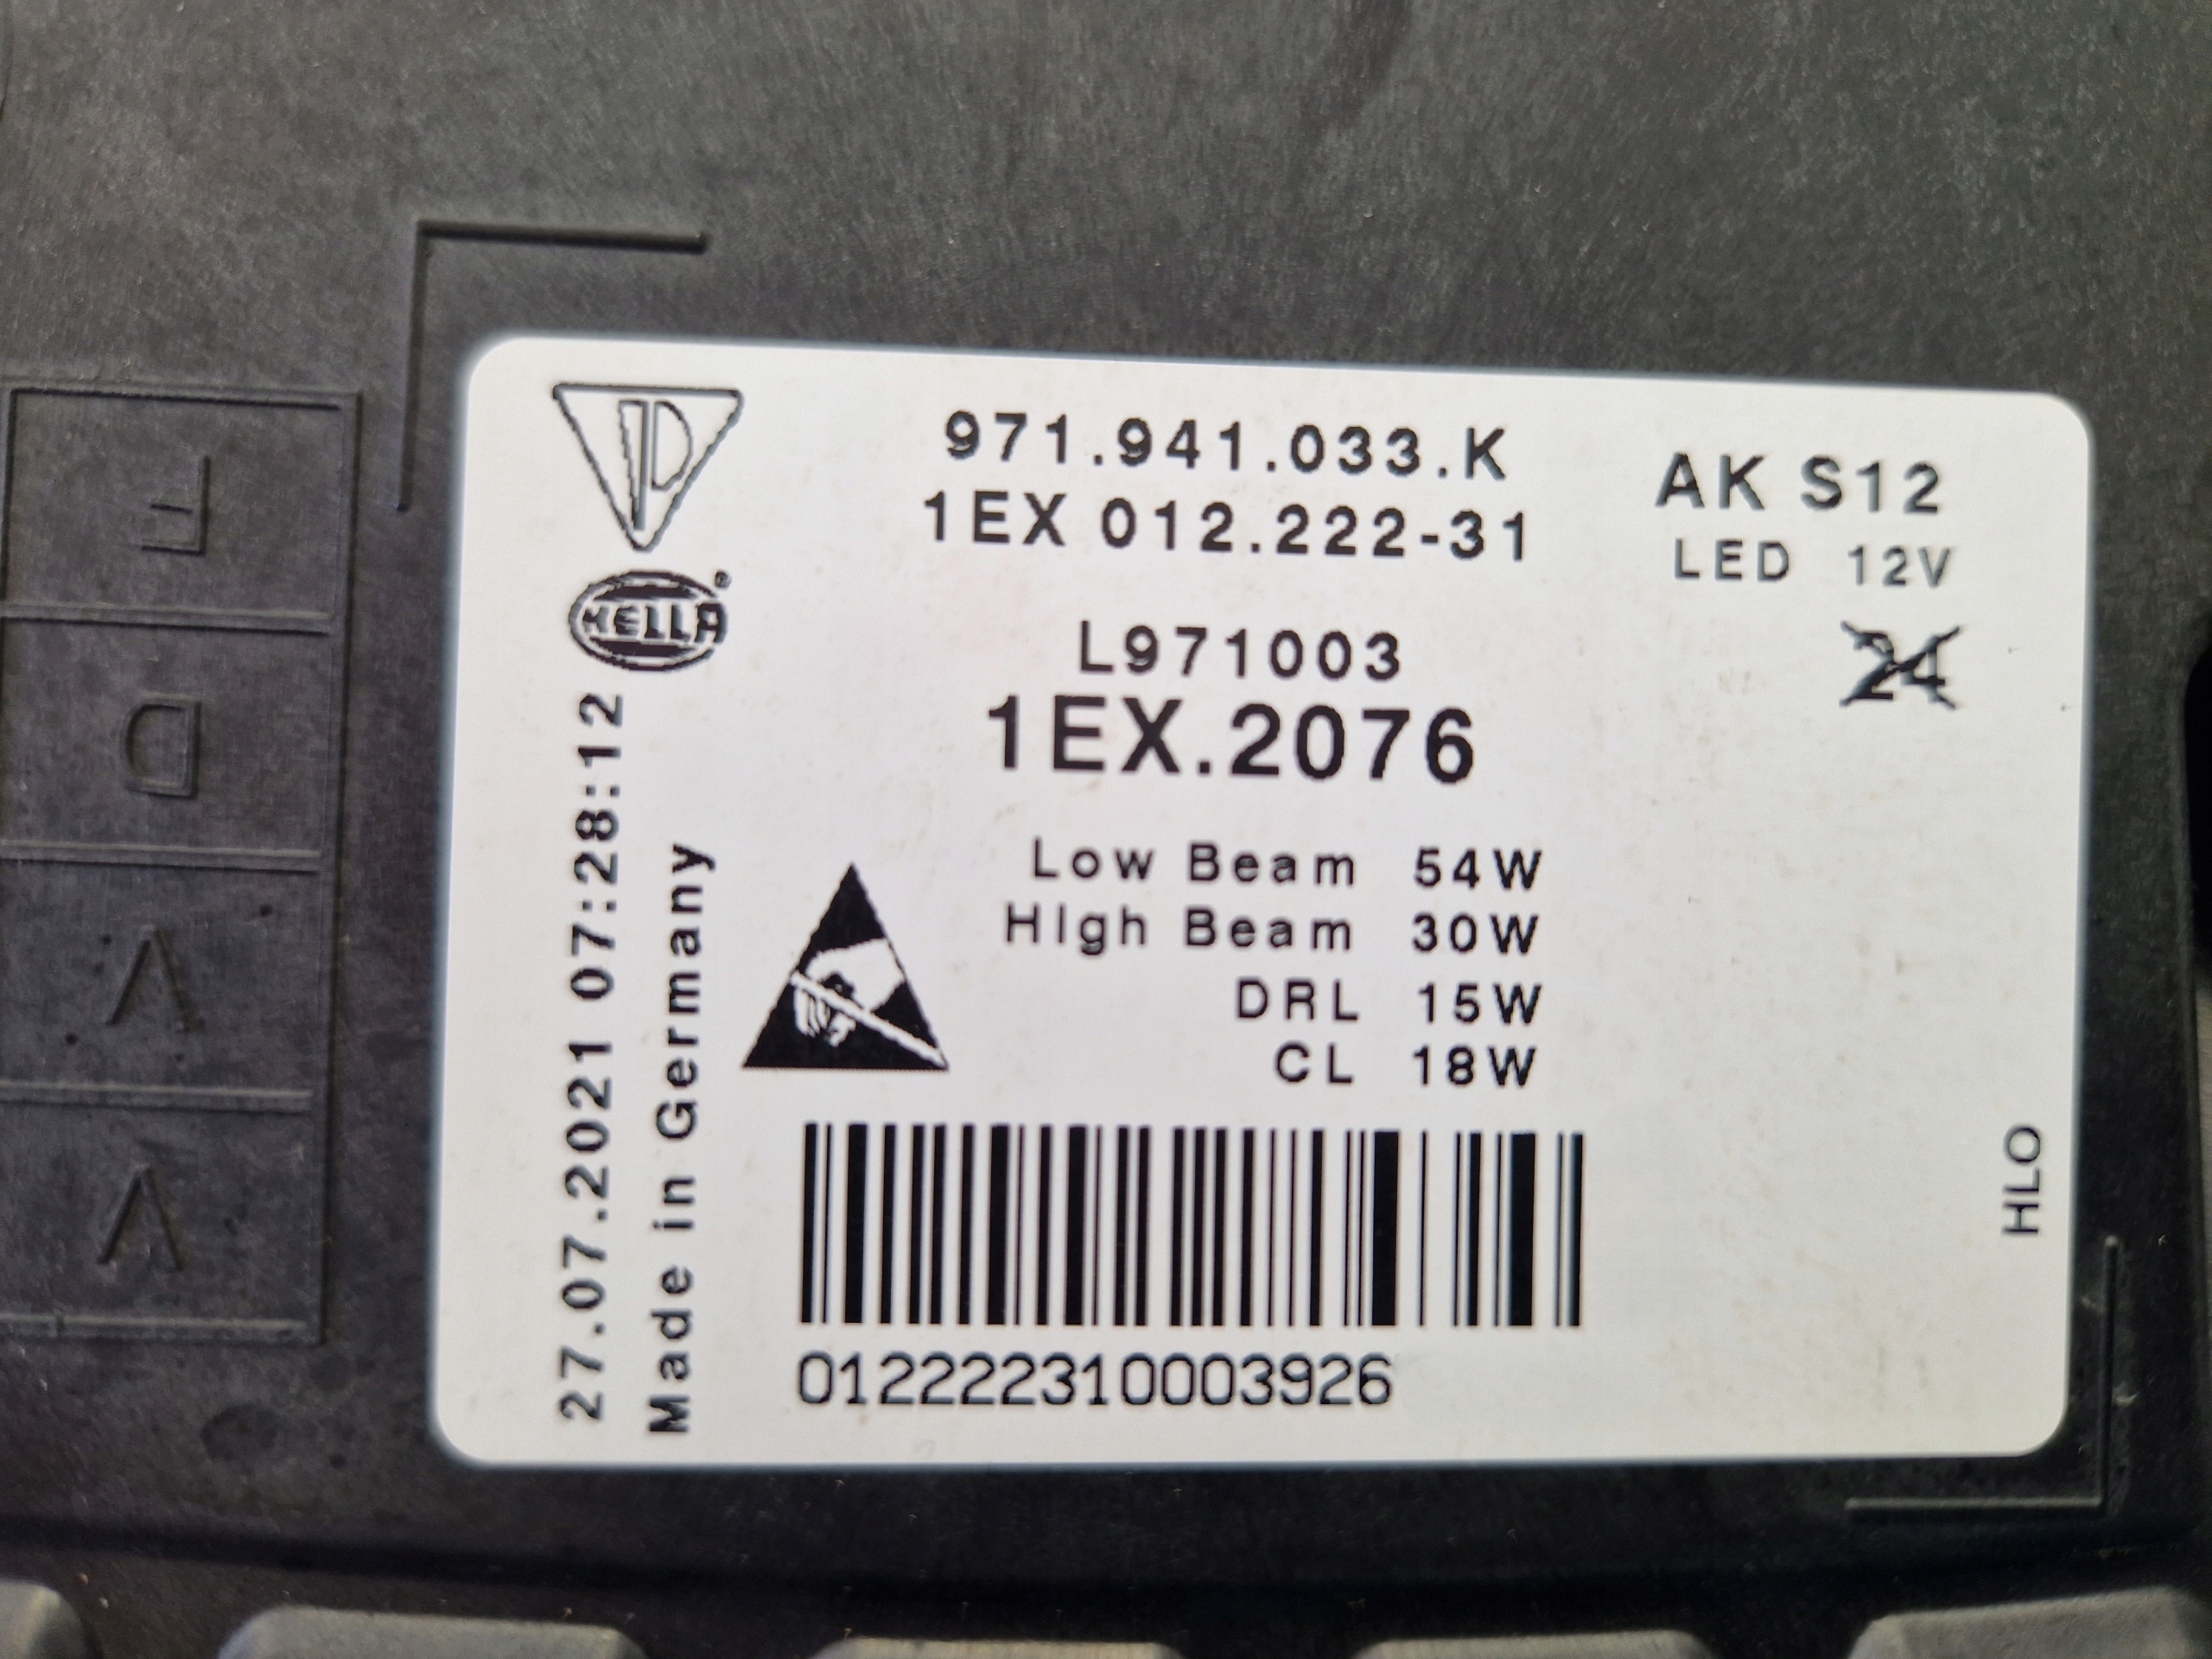 971.941.033.K
1EX 012.222-31
AK S12
LED 12V
24
HELLA®
L971003
1EX.2076
Low Beam 54W
HIgh Beam 30W
DRL 15W
CL 18W
27.07.2021 07:28:12
Made in Germany
012222310003926
HLO
F
D
V
V